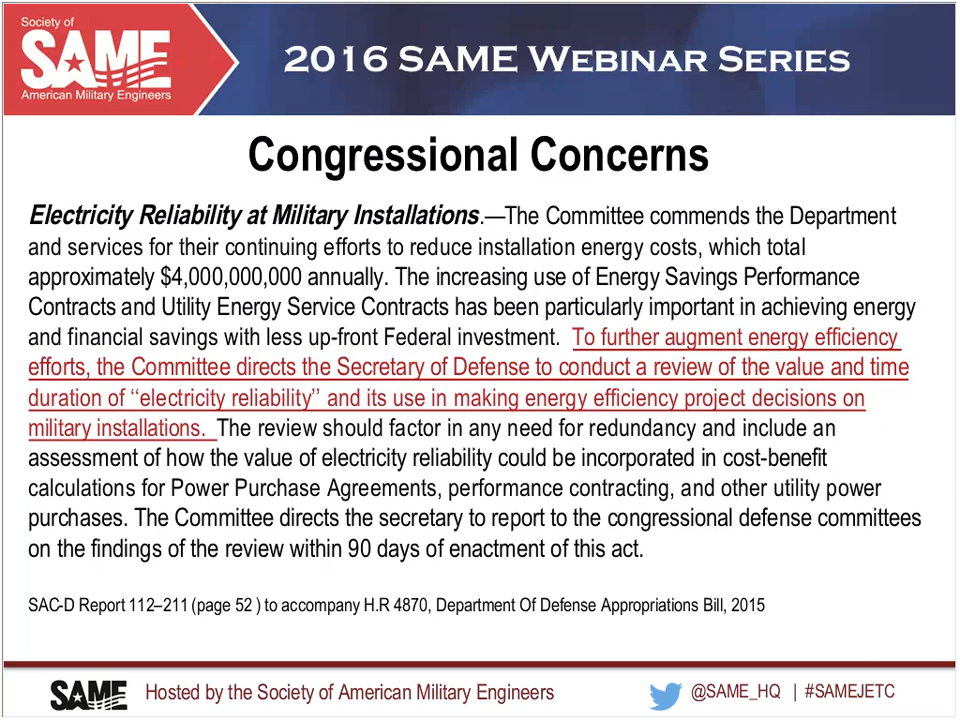 Society of
SAME
American Military Engineers
2016 SAME WEBINAR SERIES
Congressional Concerns
Electricity Reliability at Military Installations.—The Committee commends the Department
and services for their continuing efforts to reduce installation energy costs, which total
approximately $4,000,000,000 annually. The increasing use of Energy Savings Performance
Contracts and Utility Energy Service Contracts has been particularly important in achieving energy
and financial savings with less up-front Federal investment. To further augment energy efficiency
efforts, the Committee directs the Secretary of Defense to conduct a review of the value and time
duration of ‘‘electricity reliability’’ and its use in making energy efficiency project decisions on
military installations. The review should factor in any need for redundancy and include an
assessment of how the value of electricity reliability could be incorporated in cost-benefit
calculations for Power Purchase Agreements, performance contracting, and other utility power
purchases. The Committee directs the secretary to report to the congressional defense committees
on the findings of the review within 90 days of enactment of this act.
SAC-D Report 112–211 (page 52 ) to accompany H.R 4870, Department Of Defense Appropriations Bill, 2015
SAME Hosted by the Society of American Military Engineers @SAME_HQ | #SAMEJETC